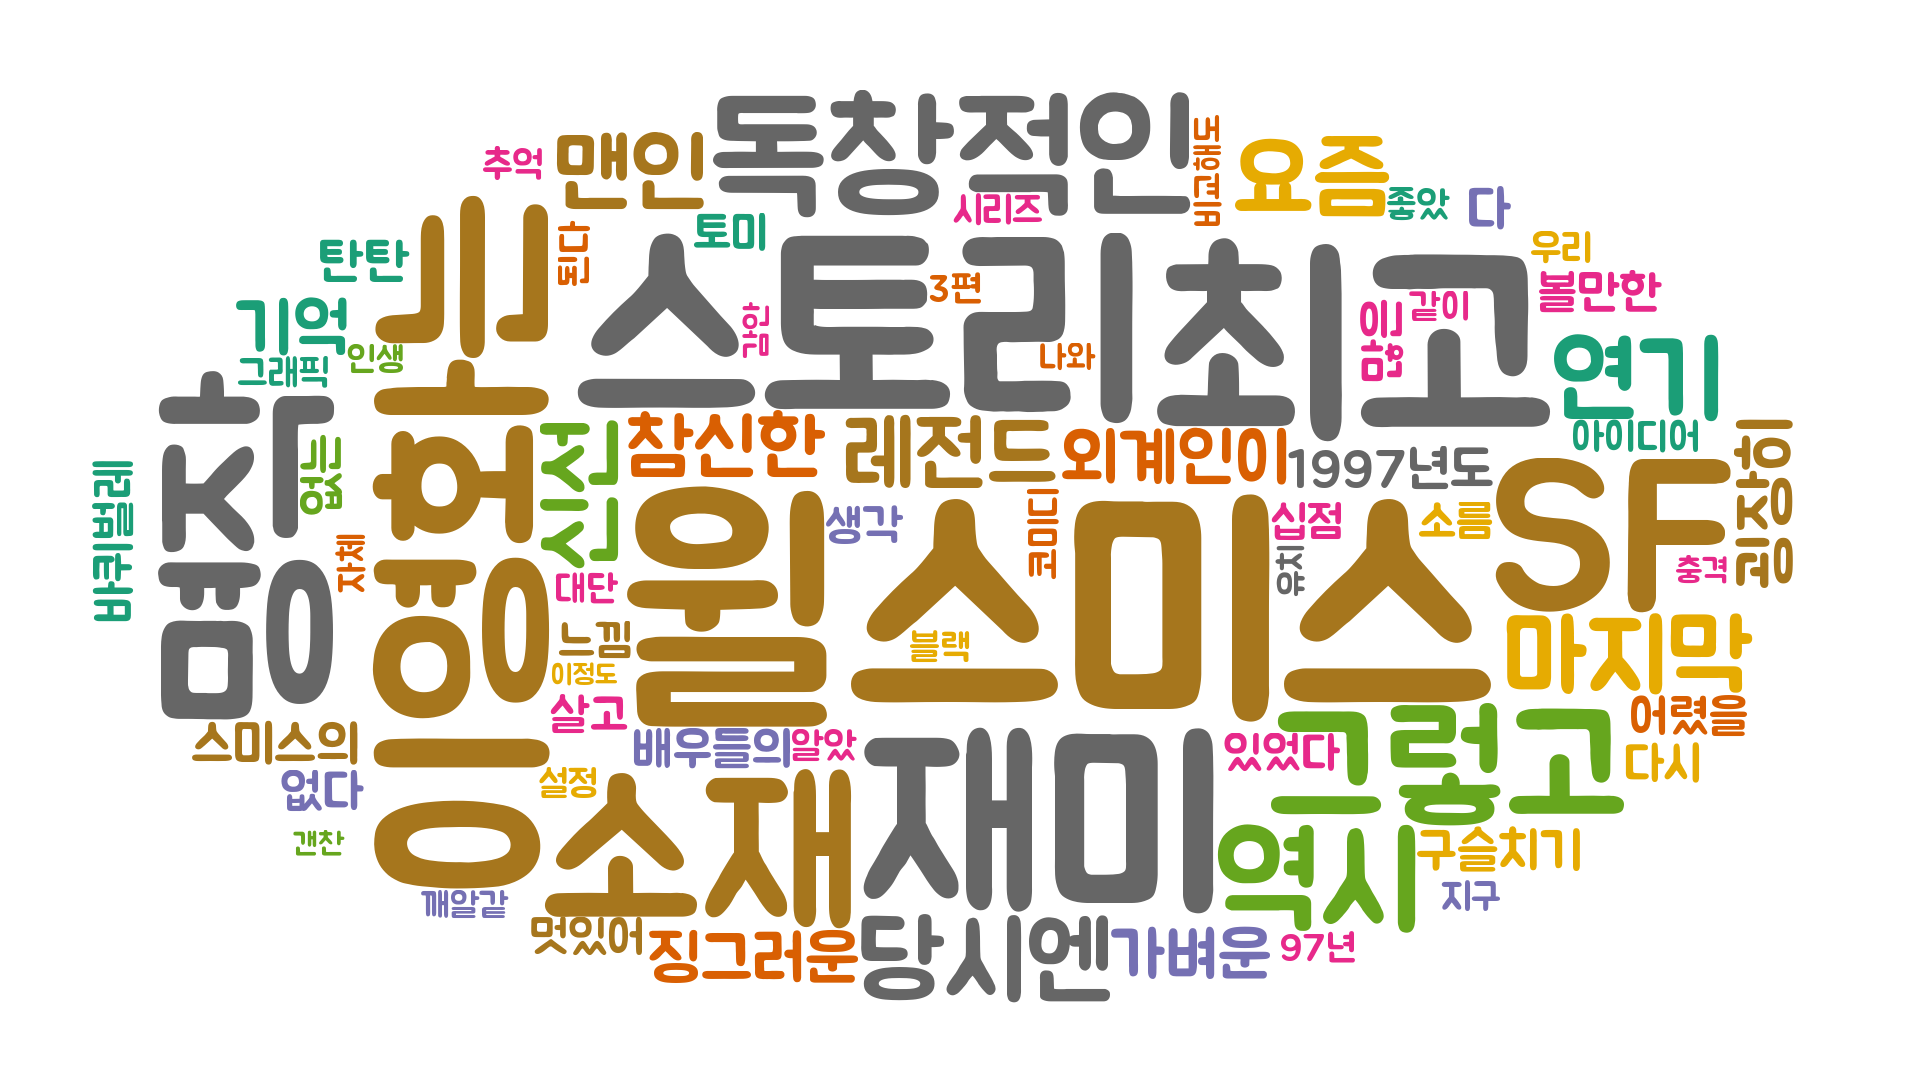 독창적인
맨인
추억
비교해도
요즘
좋았
다
시리즈
토미
된다
탄탄
우리
볼만한
같이
3편
스토리최고
이영화는
기억
그래픽
인생
나와
연기
아이디어
명작
없는
신선
참신한
레전드
외계인이
1997년도
SF
굉장히
바퀴벌레
자체
생각
코미디
십점
유치
소름
충격
대단
윌스미스
느낌
이정도
블랙
마지막
살고
스미스의
배우들의
알았
재미
있었다
그렇고
어렸을
다시
없다
설정
갠찬
소재
역시
구슬치기
지구
깨알같
멋있어
징그러운
당시엔
가벼운
97년